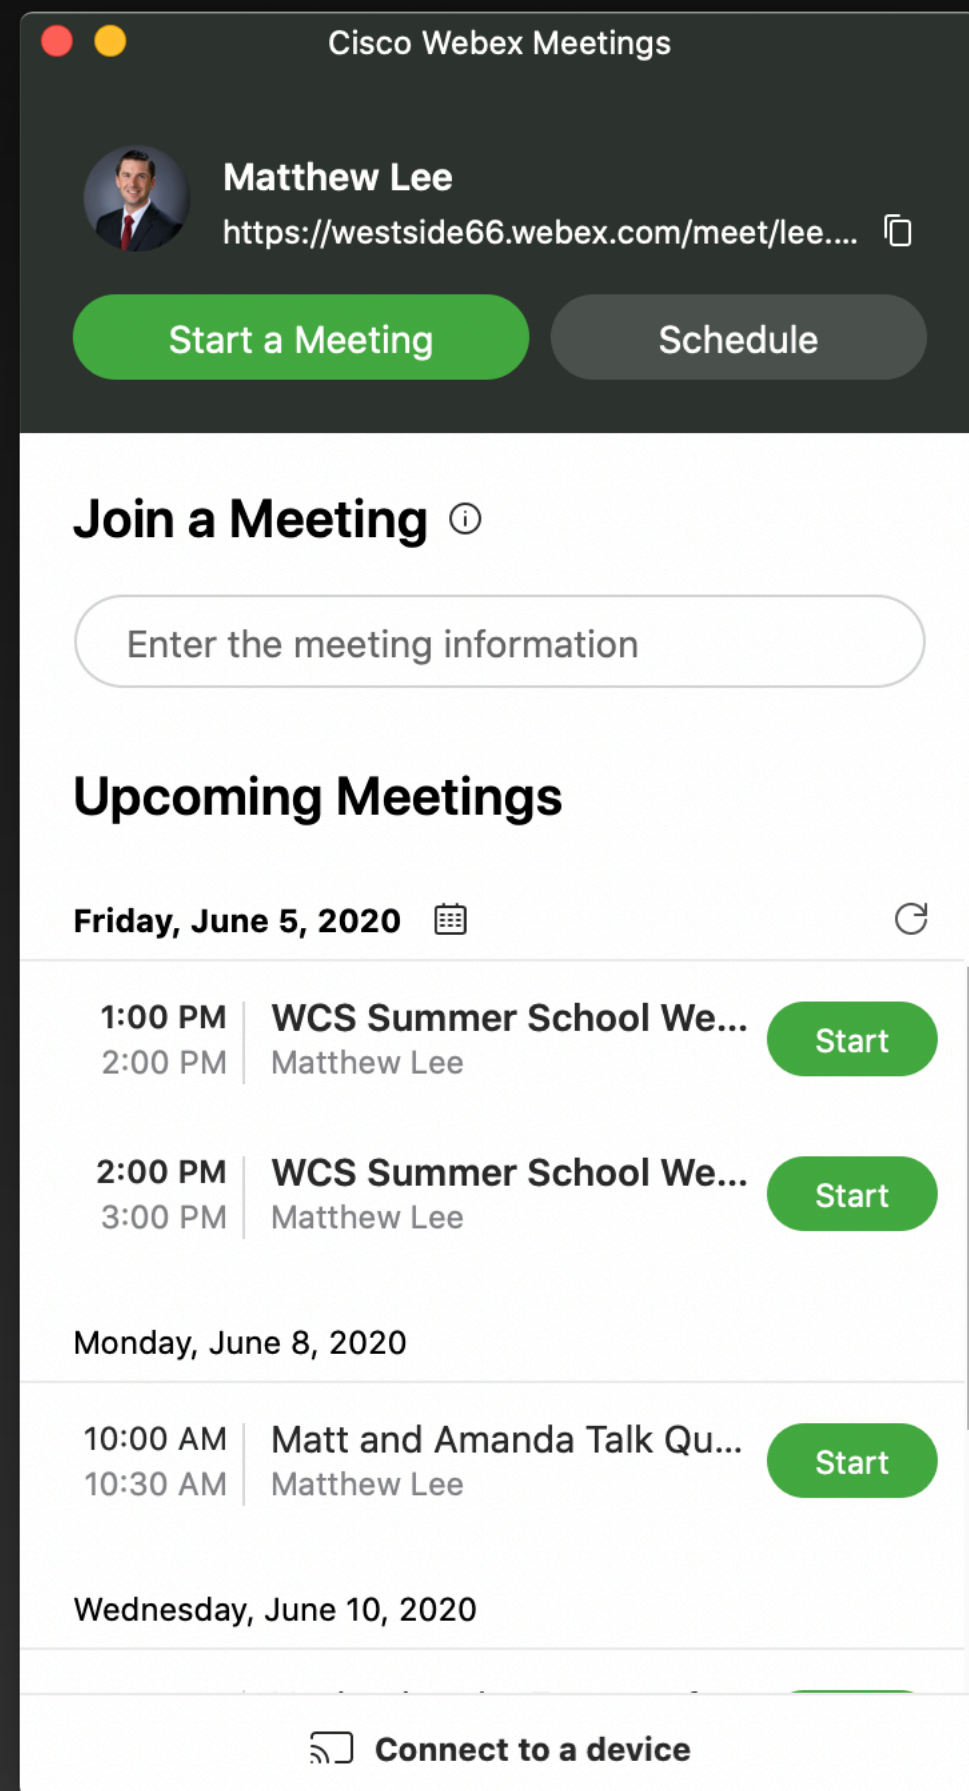 Cisco Webex Meetings
Matthew Lee
https://westside66.webex.com/meet/lee....
Start a Meeting
Schedule
Join a Meeting
Enter the meeting information
Upcoming Meetings
Friday, June 5, 2020
1:00 PM
2:00 PM
WCS Summer School We...
Matthew Lee
Start
2:00 PM
3:00 PM
WCS Summer School We...
Matthew Lee
Start
Monday, June 8, 2020
10:00 AM
10:30 AM
Matt and Amanda Talk Qu...
Matthew Lee
Start
Wednesday, June 10, 2020
Connect to a device